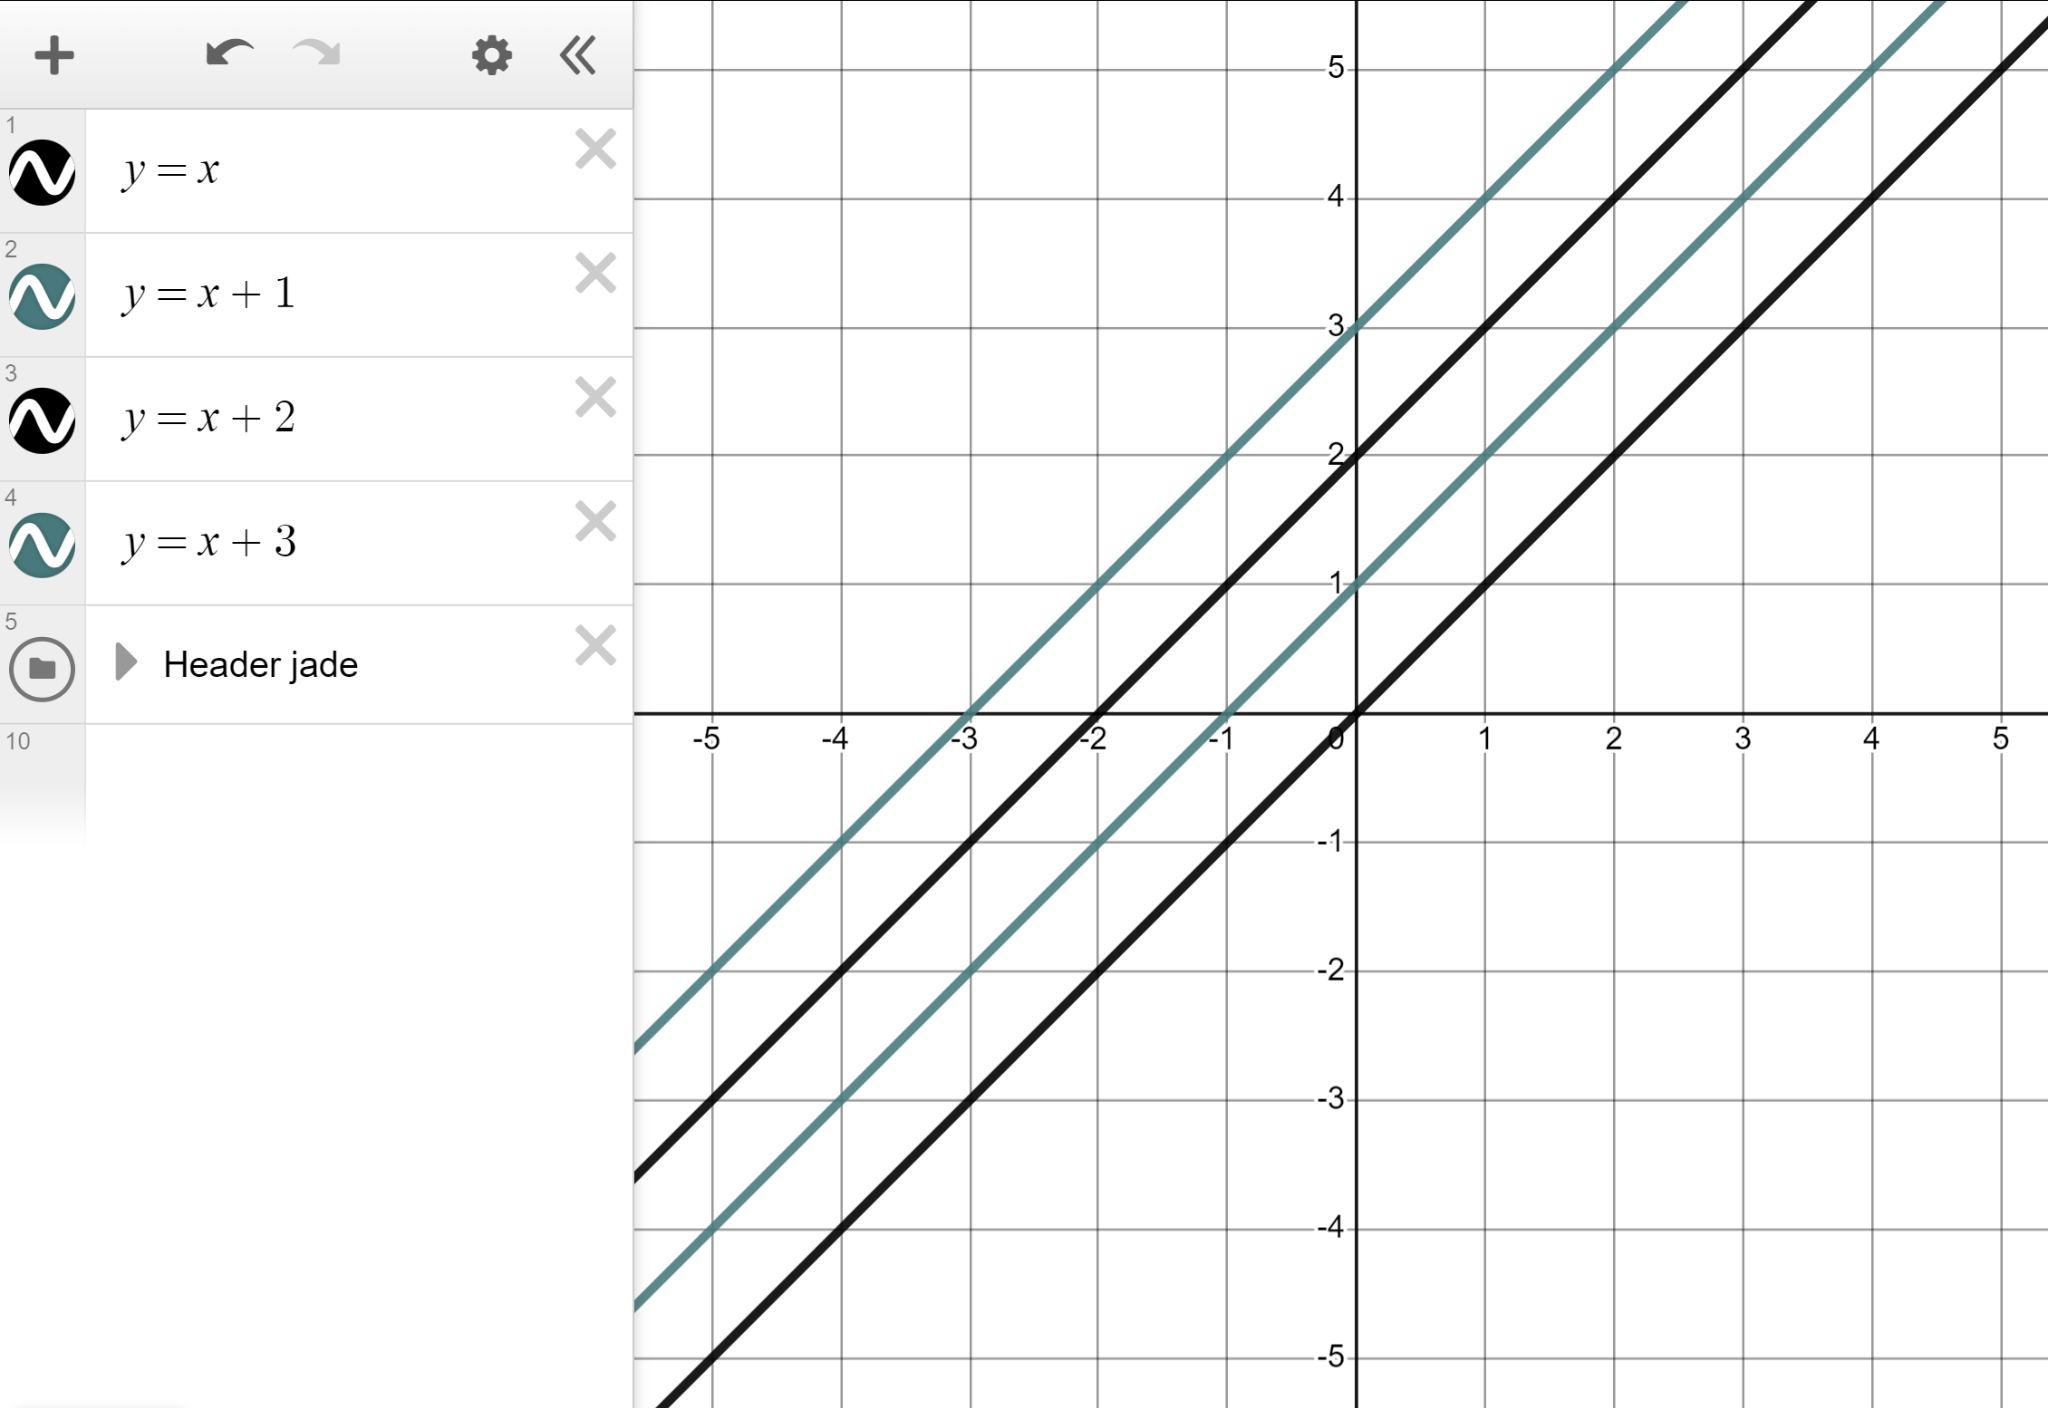 1
y = x
2
y = x + 1
3
y = x + 2
4
y = x + 3
5
Header jade
10
5
4
3
2
1
-5 -4 -3 -2 -1 0 1 2 3 4 5
-1
-2
-3
-4
-5